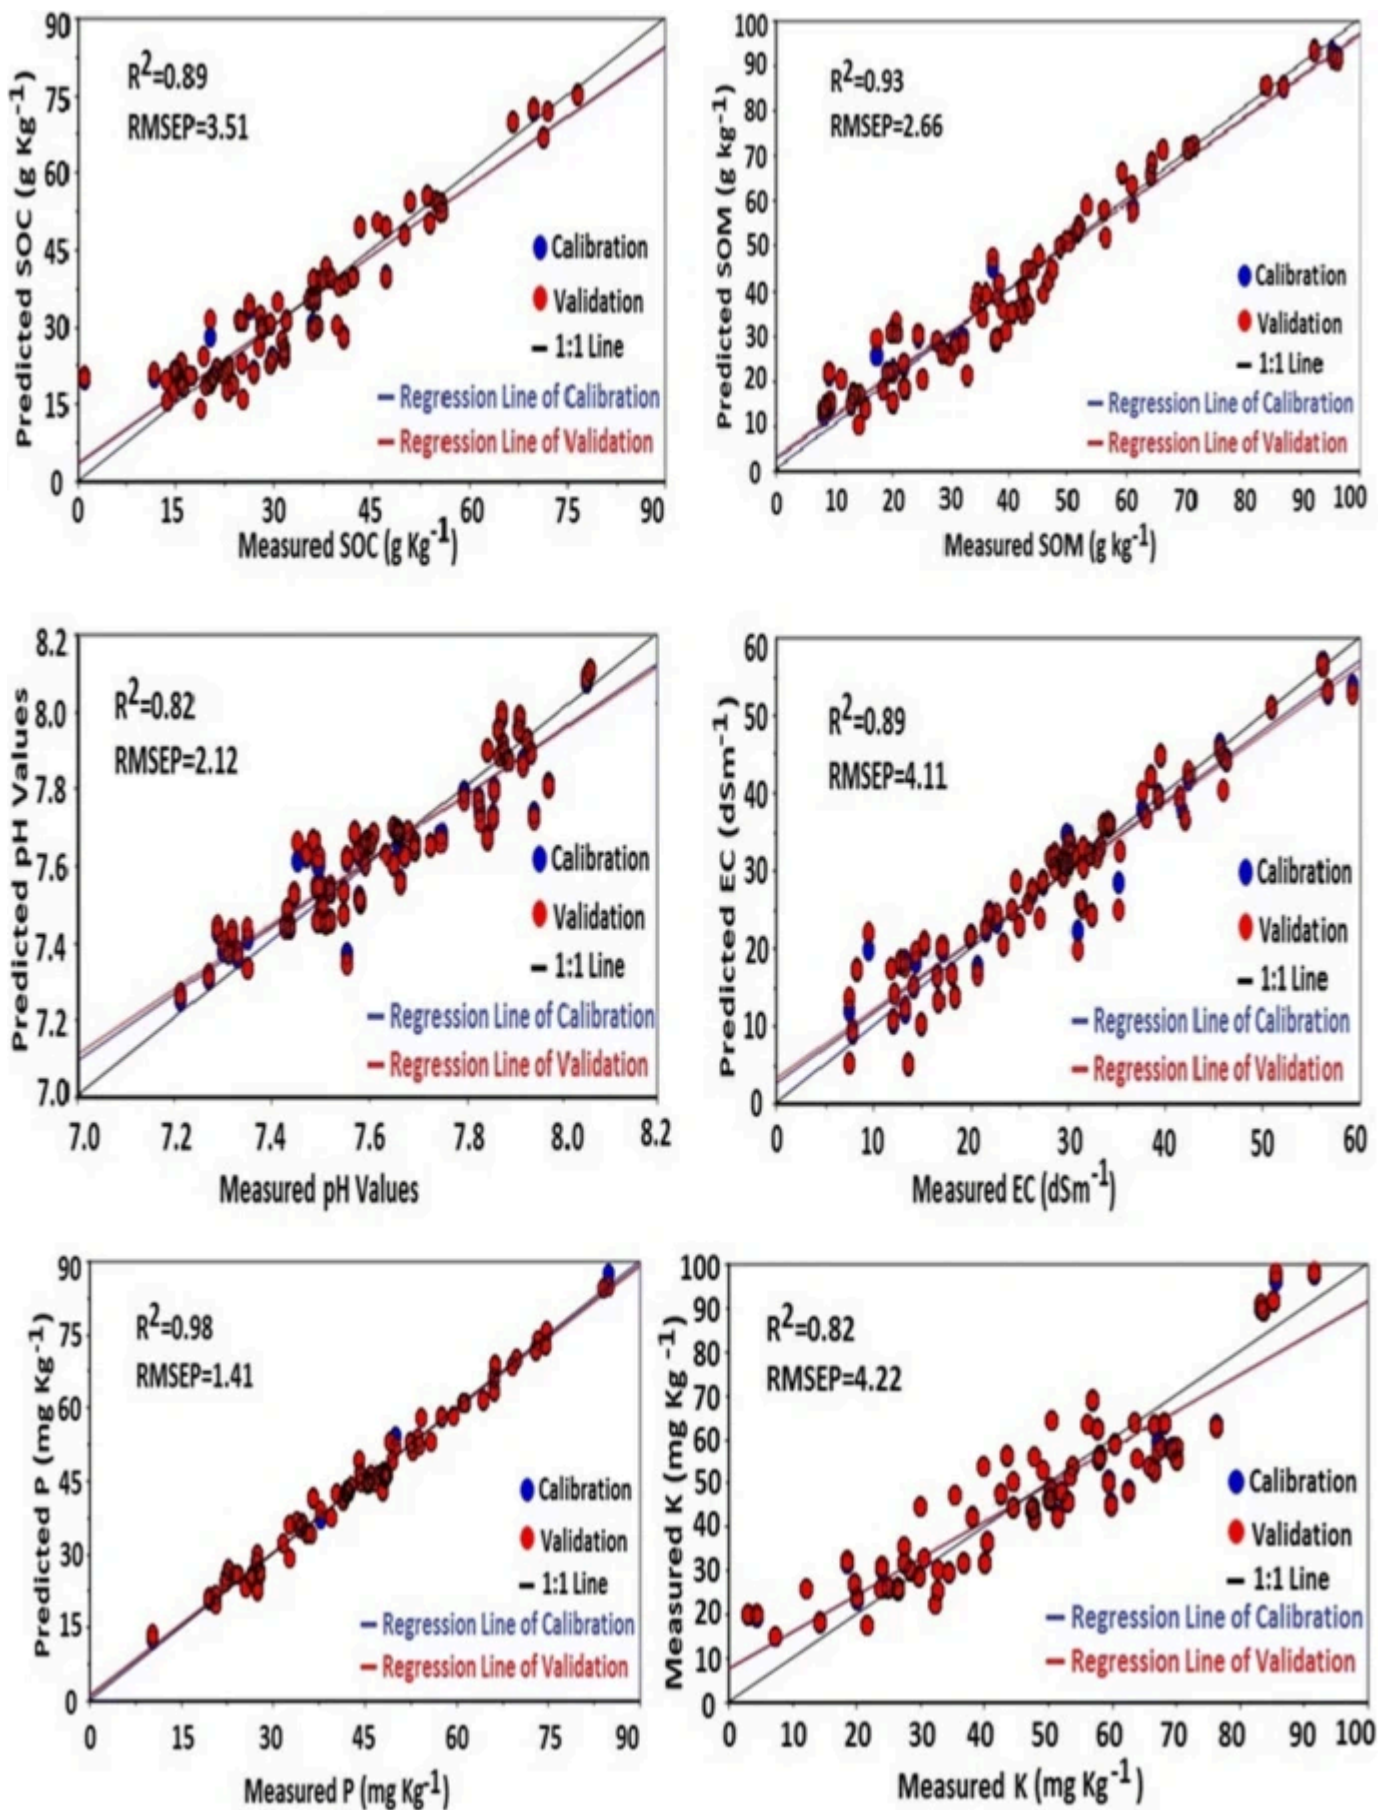 R²=0.89
RMSEP=3.51
Calibration
Validation
1:1 Line
Regression Line of Calibration
Regression Line of Validation
Predicted SOC (g Kg⁻¹)
90
75
60
45
30
15
0
0 15 30 45 60 75 90
Measured SOC (g Kg⁻¹)
R²=0.93
RMSEP=2.66
Calibration
Validation
1:1 Line
Regression Line of Calibration
Regression Line of Validation
Predicted SOM (g kg⁻¹)
100
90
80
70
60
50
40
30
20
10
0
0 10 20 30 40 50 60 70 80 90 100
Measured SOM (g kg⁻¹)
R²=0.82
RMSEP=2.12
Calibration
Validation
1:1 Line
Regression Line of Calibration
Regression Line of Validation
Predicted pH Values
8.2
8.0
7.8
7.6
7.4
7.2
7.0
7.0 7.2 7.4 7.6 7.8 8.0 8.2
Measured pH Values
R²=0.89
RMSEP=4.11
Calibration
Validation
1:1 Line
Regression Line of Calibration
Regression Line of Validation
Predicted EC (dSm⁻¹)
60
50
40
30
20
10
0
0 10 20 30 40 50 60
Measured EC (dSm⁻¹)
R²=0.98
RMSEP=1.41
Calibration
Validation
1:1 Line
Regression Line of Calibration
Regression Line of Validation
Predicted P (mg Kg⁻¹)
90
75
60
45
30
15
0
0 15 30 45 60 75 90
Measured P (mg Kg⁻¹)
R²=0.82
RMSEP=4.22
Calibration
Validation
1:1 Line
Regression Line of Calibration
Regression Line of Validation
Measured K (mg Kg ⁻¹)
100
90
80
70
60
50
40
30
20
10
0
0 10 20 30 40 50 60 70 80 90 100
Measured K (mg Kg⁻¹)